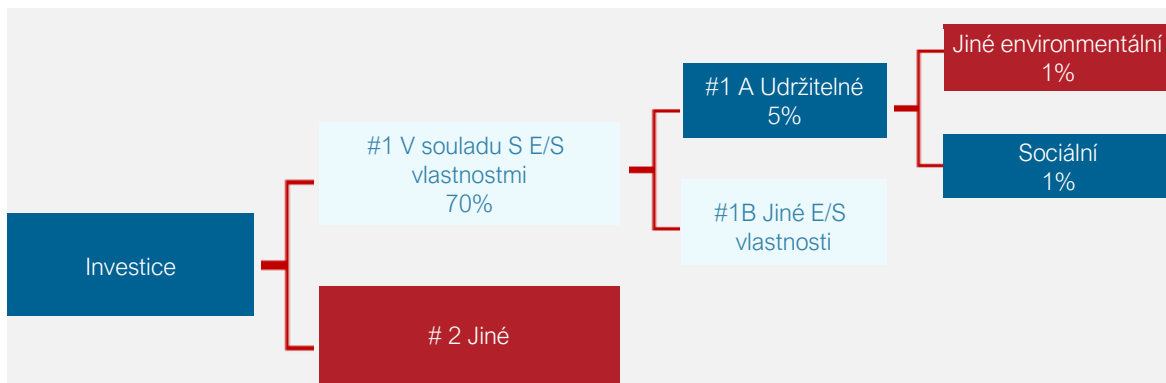 Jiné environmentální
1%
#1 A Udržitelné
5%
#1 V souladu S E/S
vlastnostmi
70%
Sociální
1%
#1B Jiné E/S
vlastnosti
Investice
# 2 Jiné